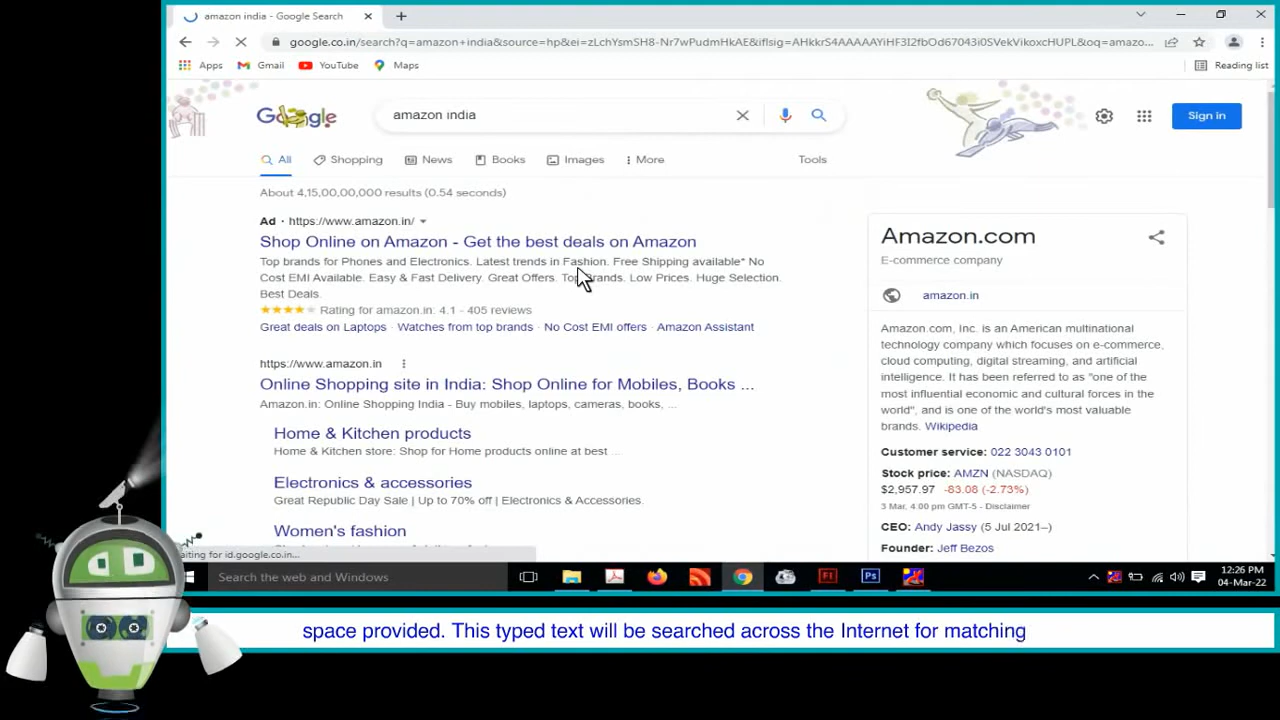 amazon india - Google Search
google.co.in/search?q=amazon+india&source=hp&ei=zLchYsmSH8-Nr7wPudmHkAE&iflsig=AHkkrS4AAAAAYiHF3I2fbOd67043i0SVekVikoxcHUPL&oq=amazo...
Apps Gmail YouTube Maps Reading list
Google amazon india Sign in
All Shopping News Books Images More Tools
About 4,15,00,00,000 results (0.54 seconds)
Ad · https://www.amazon.in/
Shop Online on Amazon - Get the best deals on Amazon
Top brands for Phones and Electronics. Latest trends in Fashion. Free Shipping available* No
Cost EMI Available. Easy & Fast Delivery. Great Offers. Top Brands. Low Prices. Huge Selection.
Best Deals.
Rating for amazon.in: 4.1 - 405 reviews
Great deals on Laptops · Watches from top brands · No Cost EMI offers · Amazon Assistant
https://www.amazon.in
Online Shopping site in India: Shop Online for Mobiles, Books ...
Amazon.in: Online Shopping India - Buy mobiles, laptops, cameras, books, ...
Home & Kitchen products
Home & Kitchen store: Shop for Home products online at best ...
Electronics & accessories
Great Republic Day Sale | Up to 70% off | Electronics & Accessories.
Women's fashion
Amazon.com
E-commerce company
amazon.in
Amazon.com, Inc. is an American multinational
technology company which focuses on e-commerce,
cloud computing, digital streaming, and artificial
intelligence. It has been referred to as "one of the
most influential economic and cultural forces in the
world", and is one of the world's most valuable
brands. Wikipedia
Customer service: 022 3043 0101
Stock price: AMZN (NASDAQ)
$2,957.97 -83.08 (-2.73%)
3 Mar, 4:00 pm GMT-5 - Disclaimer
CEO: Andy Jassy (5 Jul 2021–)
Founder: Jeff Bezos
aiting for id.google.co.in...
Search the web and Windows
Fl
Ps
12:26 PM
04-Mar-22
space provided. This typed text will be searched across the Internet for matching